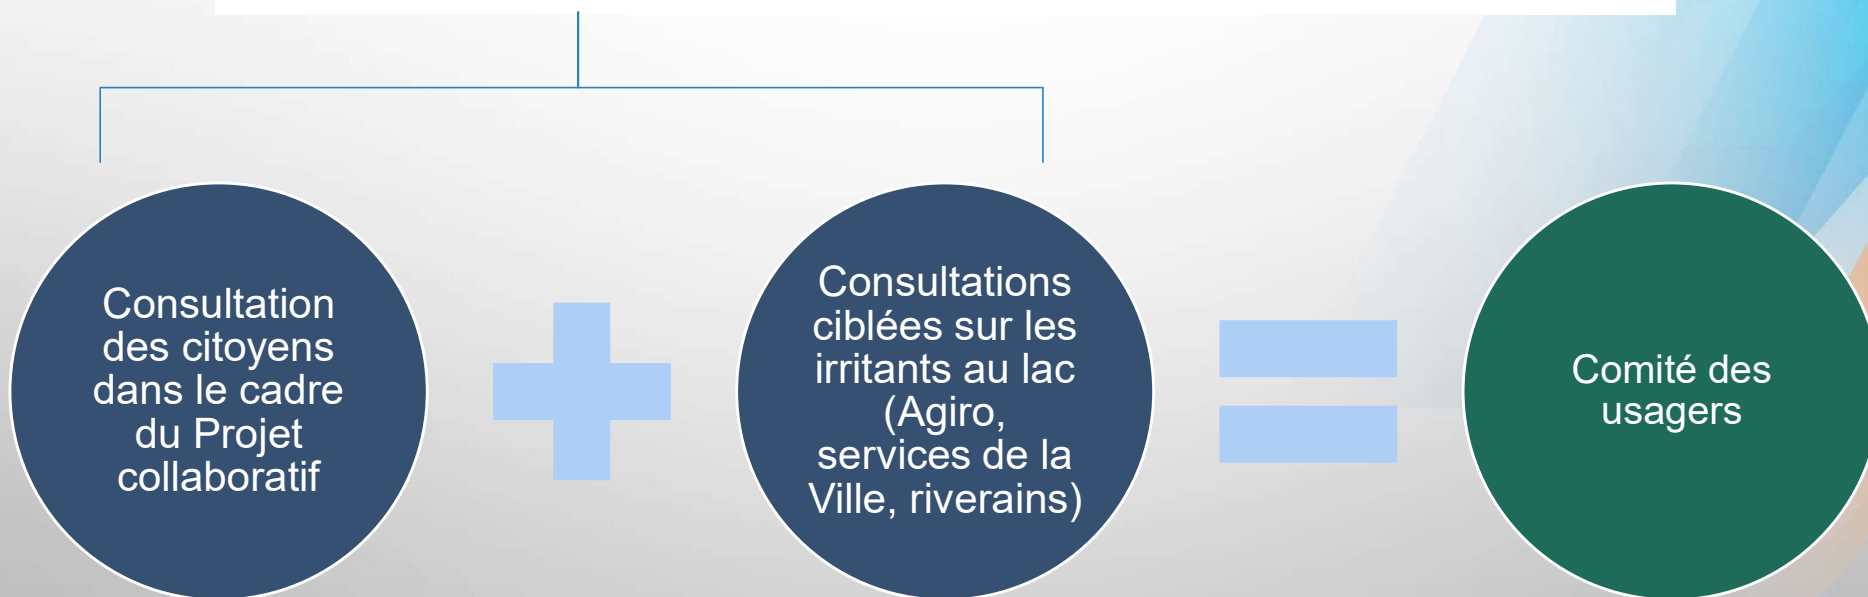 Consultation
des citoyens
dans le cadre
du Projet
collaboratif
Consultations
ciblées sur les
irritants au lac
(Agiro,
services de la
Ville, riverains)
Comité des
usagers